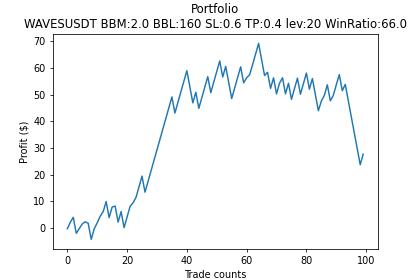 Portfolio
WAVESUSDT BBM:2.0 BBL:160 SL:0.6 TP:0.4 lev:20 WinRatio:66.0
70
60
50
40
30
20
10
0
Profit ($)
0 20 40 60 80 100
Trade counts